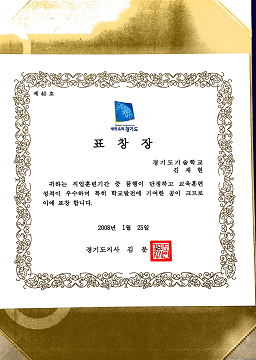 제 40 호
세계속의 경기도
표 창 장
경기도기술학교
김 재 현
귀하는 직업훈련기간 중 품행이 단정하고 교육훈련
성적이 우수하며 특히 학교발전에 기여한 공이 크므로
이에 표창 합니다.
2008년 1월 25일
경기도지사 김 문